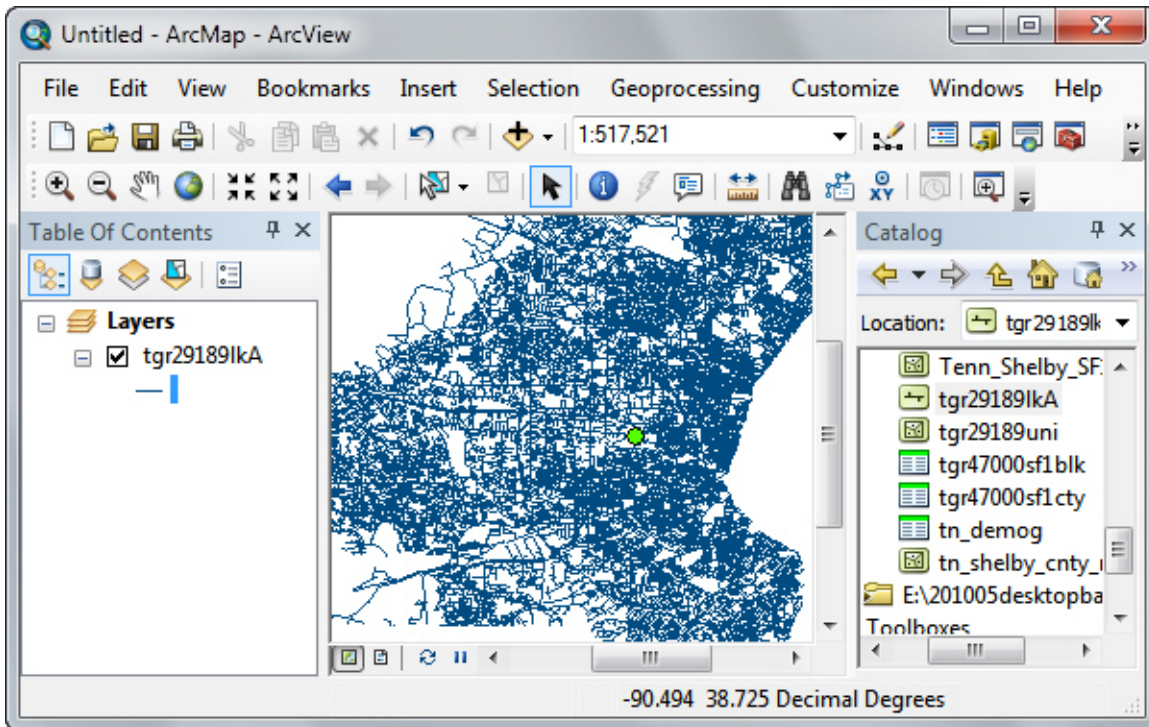 Untitled - ArcMap - ArcView
File Edit View Bookmarks Insert Selection Geoprocessing Customize Windows Help
1:517,521
XY
Table Of Contents
Catalog
Location: tgr29189lk
Layers
tgr29189lkA
Tenn_Shelby_SF
tgr29189lkA
tgr29189uni
tgr47000sf1blk
tgr47000sf1cty
tn_demog
tn_shelby_cnty_
E:\201005desktopba
Toolboxes
-90.494 38.725 Decimal Degrees